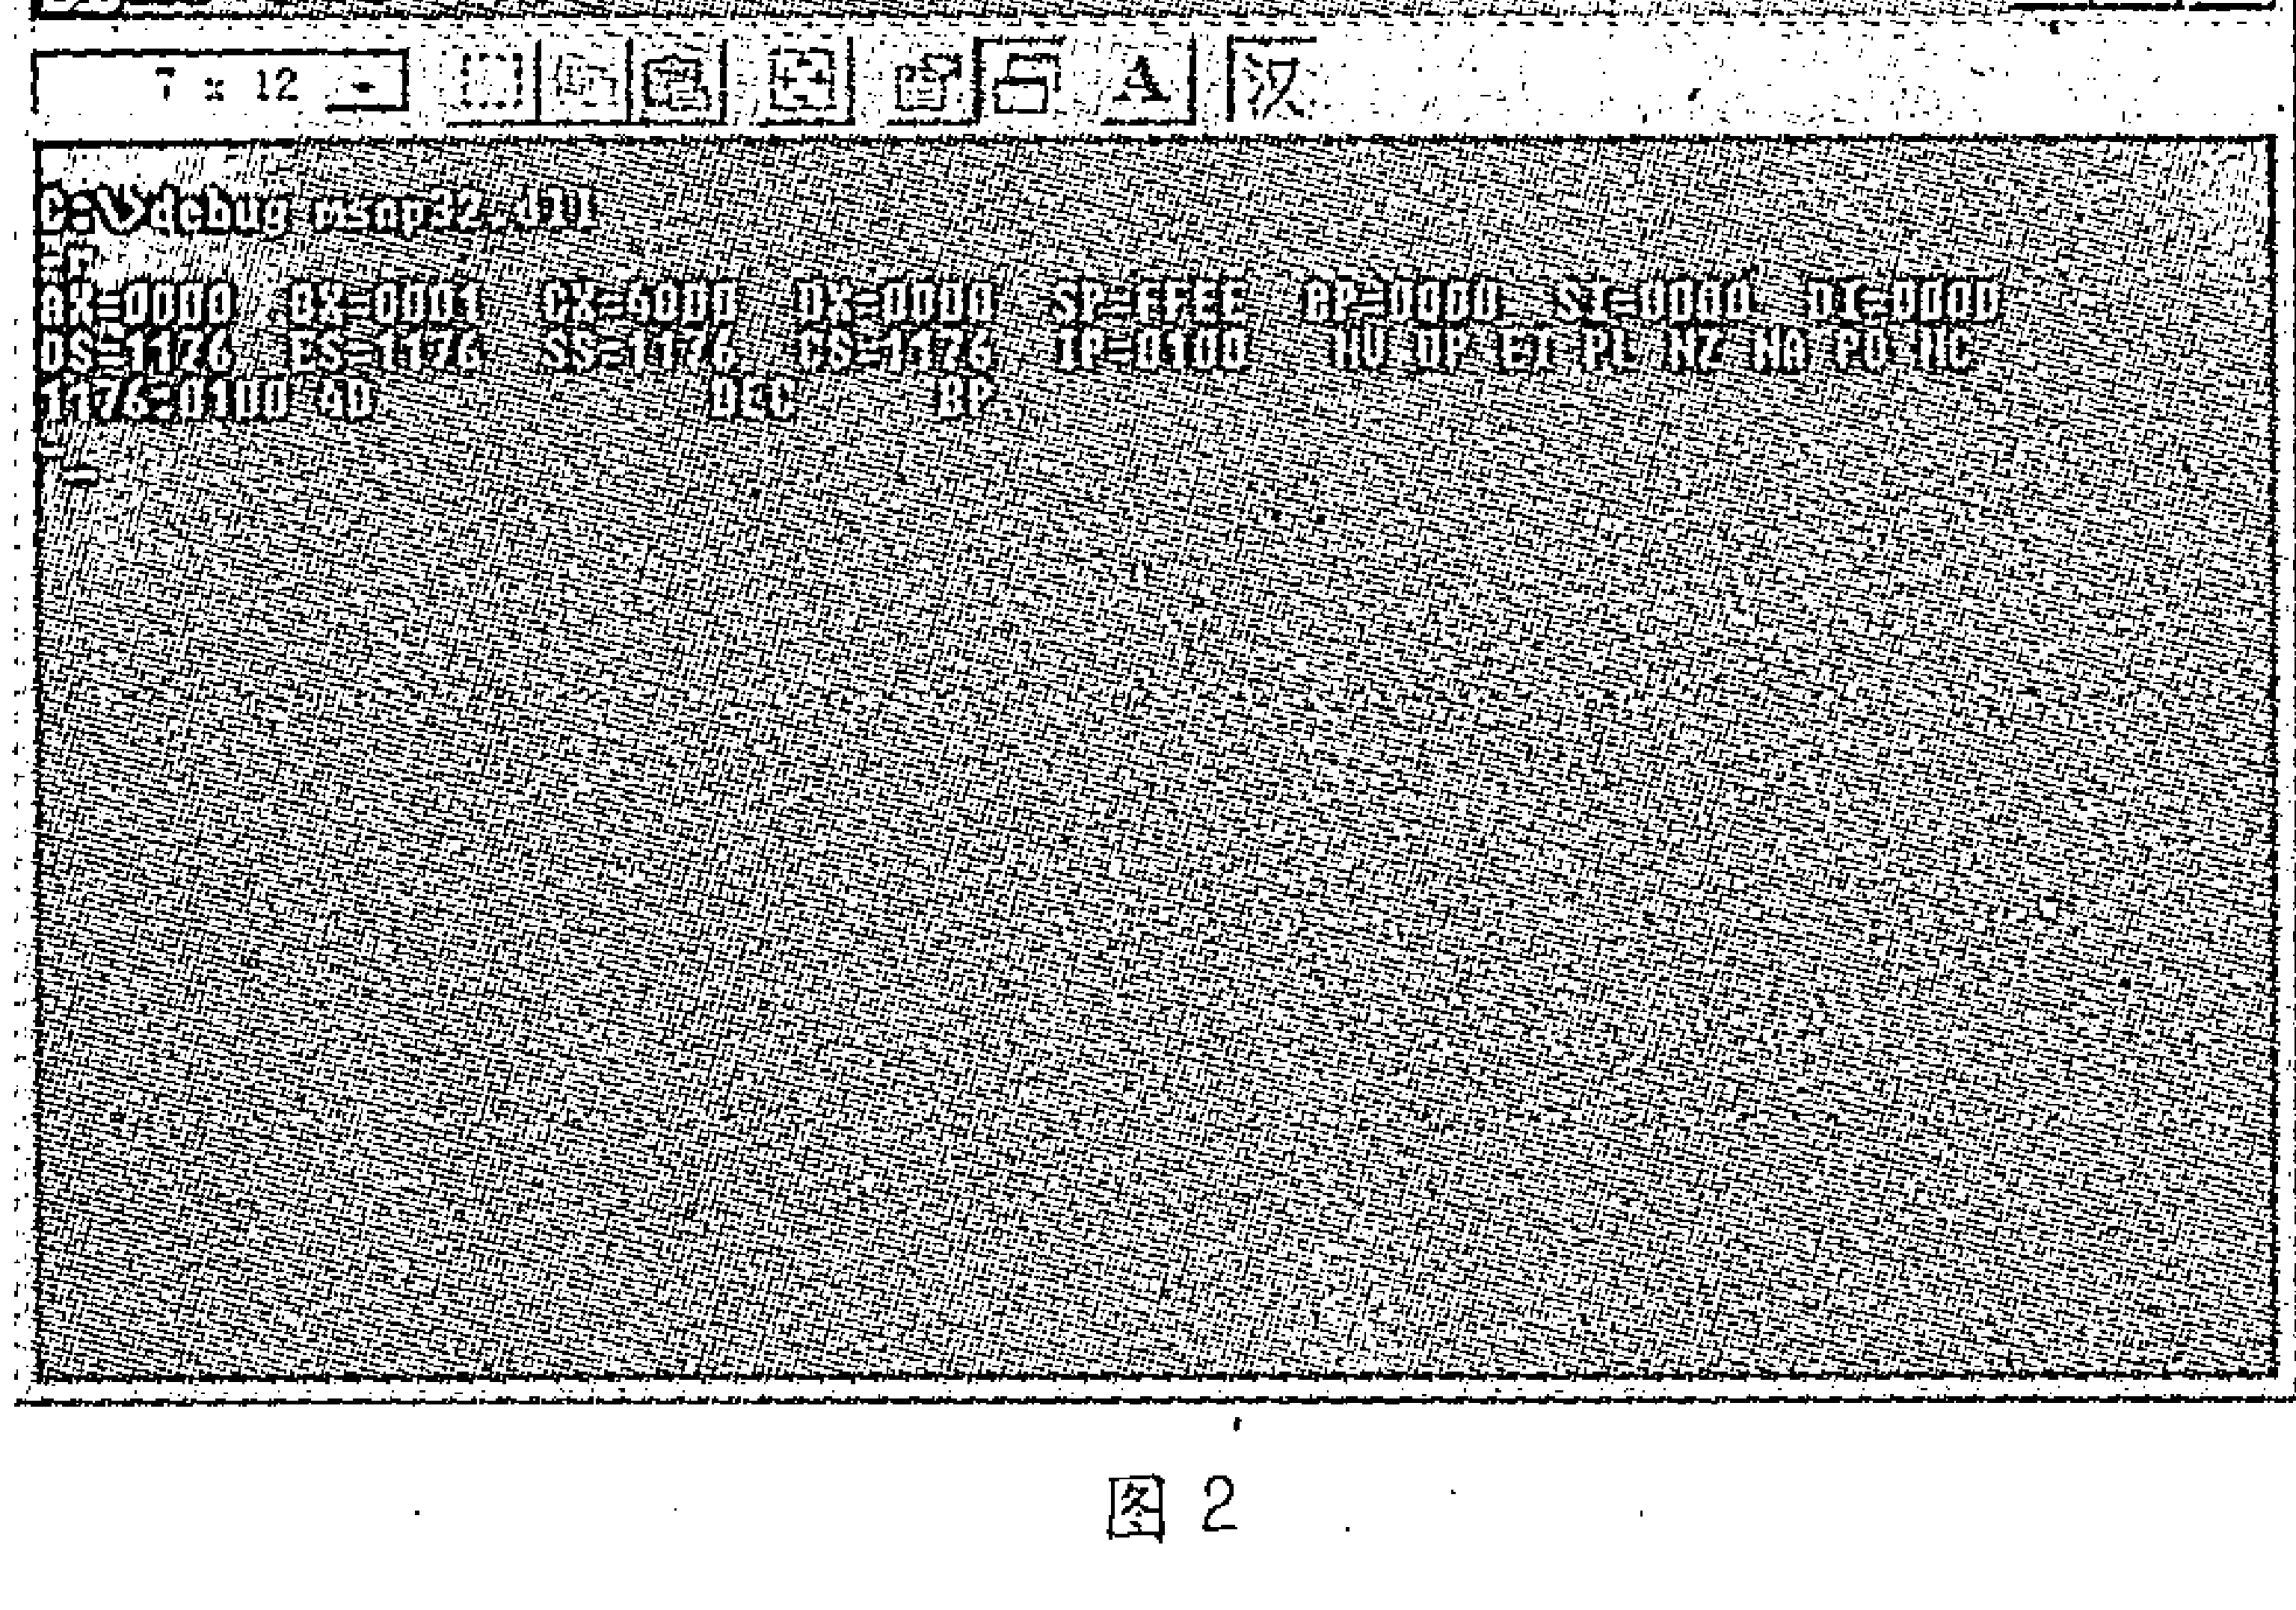 7 x 12
A 汉
C:\>debug msnp32.dll
-r
AX=0000 BX=0001 CX=6000 DX=0000 SP=FFEE BP=0000 SI=0000 DI=0000
DS=1176 ES=1176 SS=1176 CS=1176 IP=0100 NV UP EI PL NZ NA PO NC
1176:0100 4D DEC BP
-
图 2